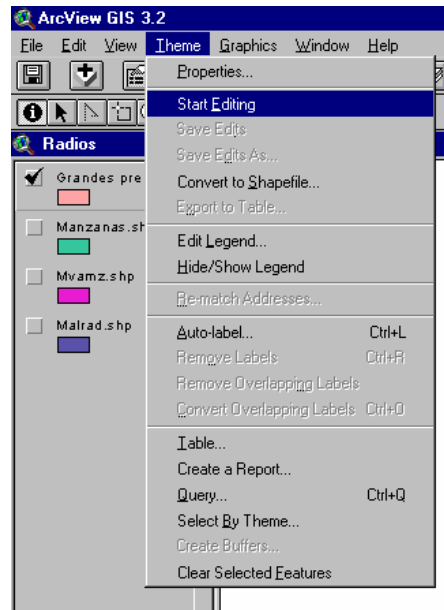 ArcView GIS 3.2
File Edit View Theme Graphics Window Help
Radios
Grandes pre
Manzanas.sh
Mvamz.shp
Malrad.shp
Properties...
Start Editing
Save Edits
Save Edits As...
Convert to Shapefile...
Export to Table...
Edit Legend...
Hide/Show Legend
Re-match Addresses...
Auto-label... Ctrl+L
Remove Labels Ctrl+R
Remove Overlapping Labels
Convert Overlapping Labels Ctrl+O
Table...
Create a Report...
Query... Ctrl+Q
Select By Theme...
Create Buffers...
Clear Selected Features